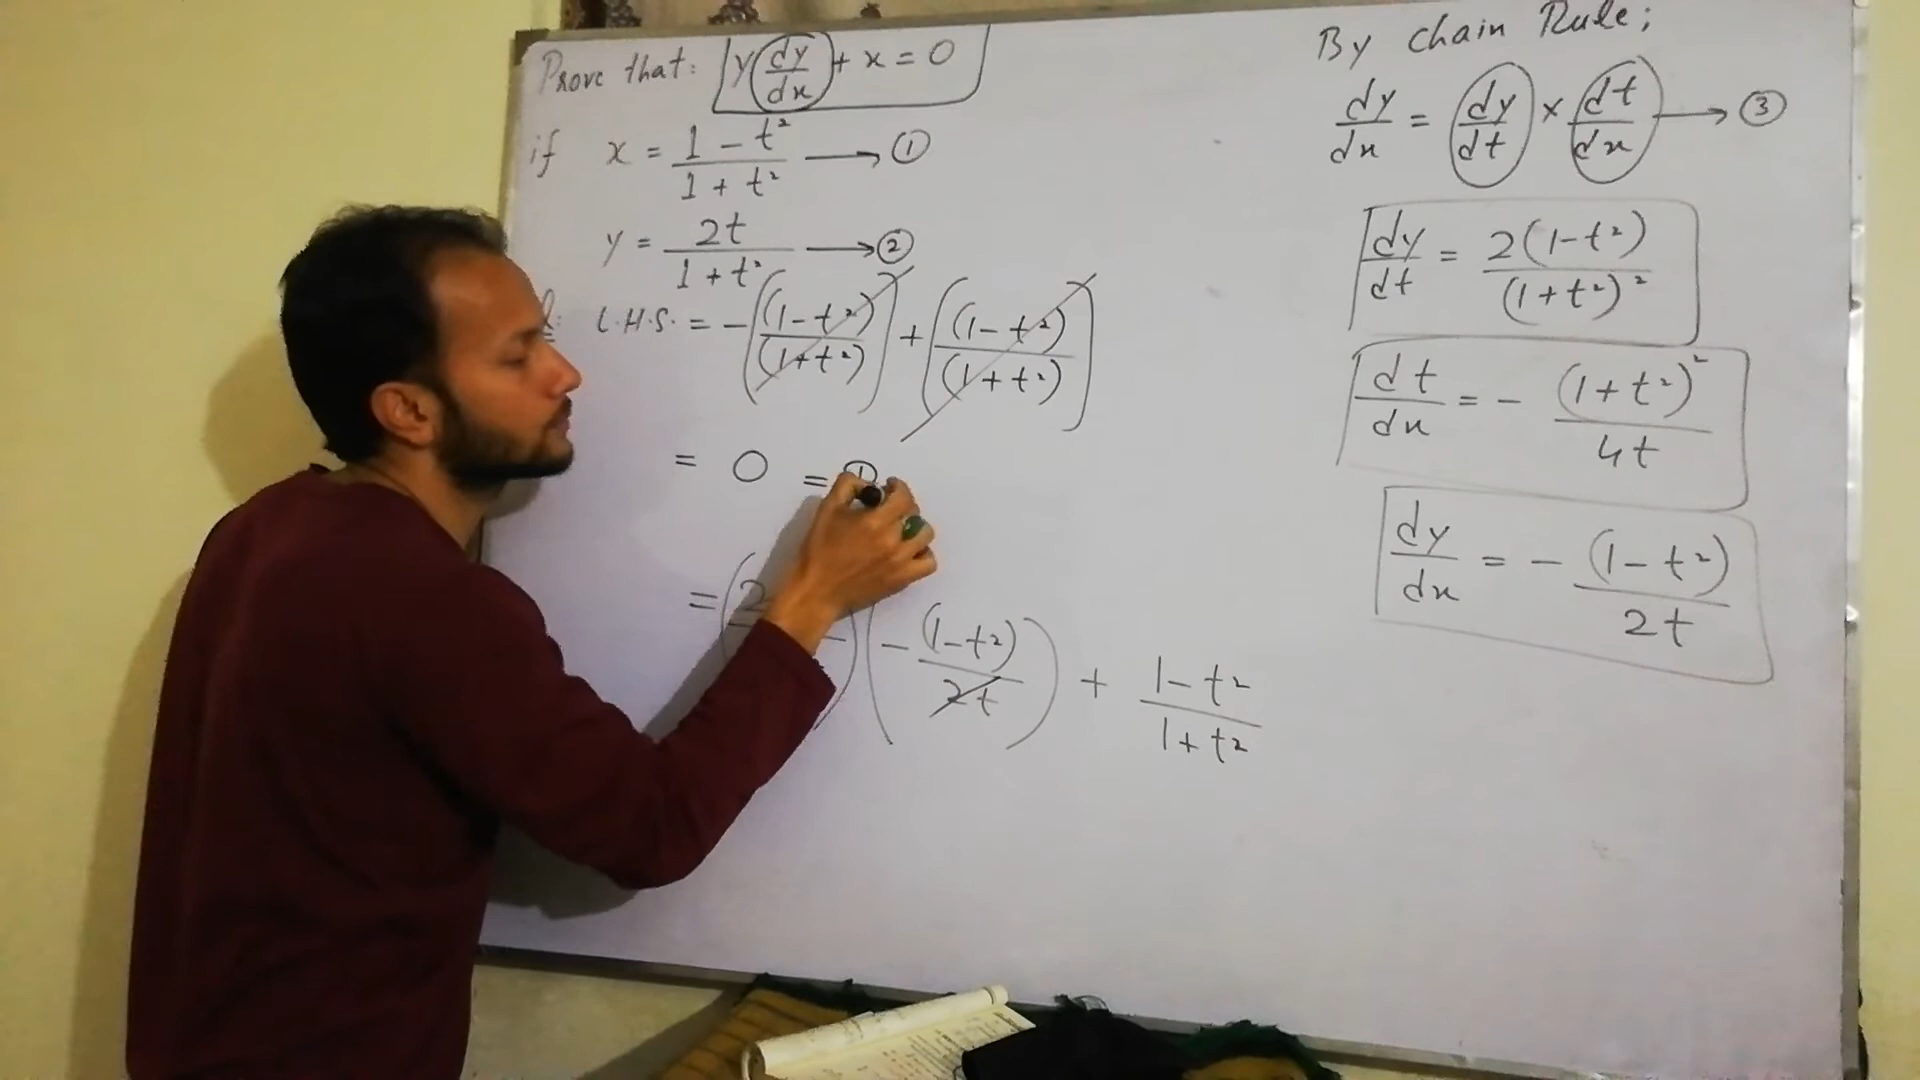 Prove that: y dy/dx + x = 0
if x = 1 - t² / 1 + t² → ①
y = 2t / 1 + t² → ②
L.H.S. = - ((1-t²) / (1+t²)) + ((1-t²) / (1+t²))
= 0 =
= (2 ) (- (1-t²) / 2t) + 1-t² / 1+t²
By chain Rule;
dy/dx = dy/dt × dt/dx → ③
dy/dt = 2(1-t²) / (1+t²)²
dt/dx = - (1+t²)² / 4t
dy/dx = - (1-t²) / 2t